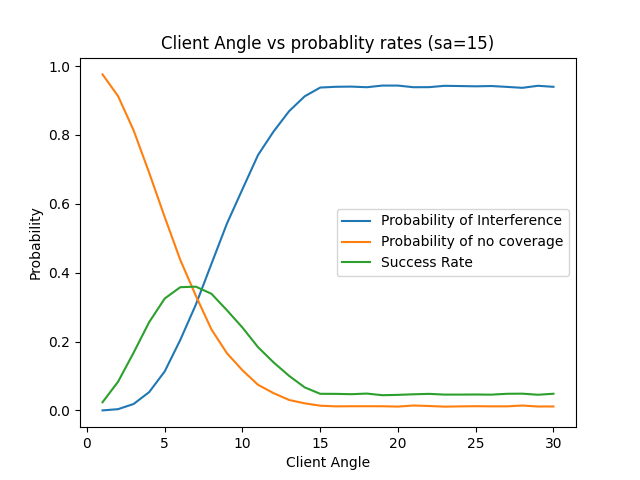 Client Angle vs probablity rates (sa=15)
1.0
0.8
0.6
0.4
0.2
0.0
Probability
Probability of Interference
Probability of no coverage
Success Rate
0 5 10 15 20 25 30
Client Angle